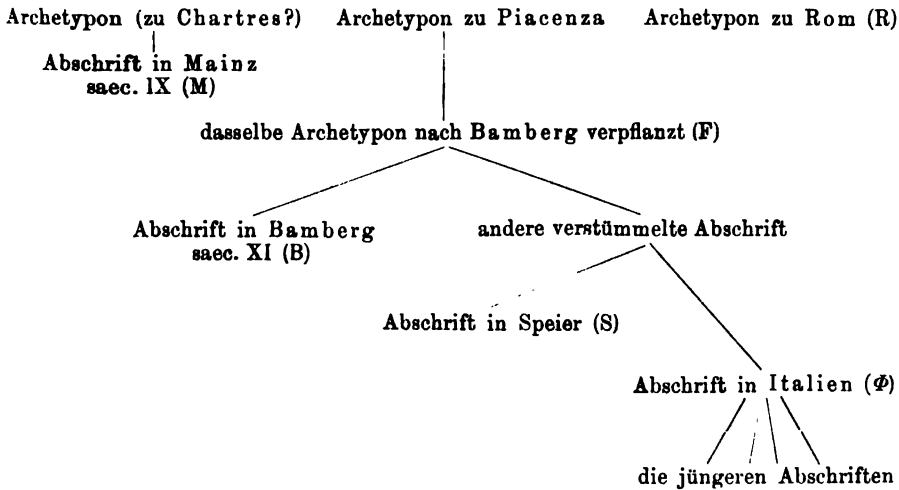 Archetypon (zu Chartres?) Archetypon zu Piacenza Archetypon zu Rom (R)
Abschrift in Mainz
saec. IX (M)
dasselbe Archetypon nach Bamberg verpflanzt (F)
Abschrift in Bamberg
saec. XI (B)
andere verstümmelte Abschrift
Abschrift in Speier (S)
Abschrift in Italien (Φ)
die jüngeren Abschriften